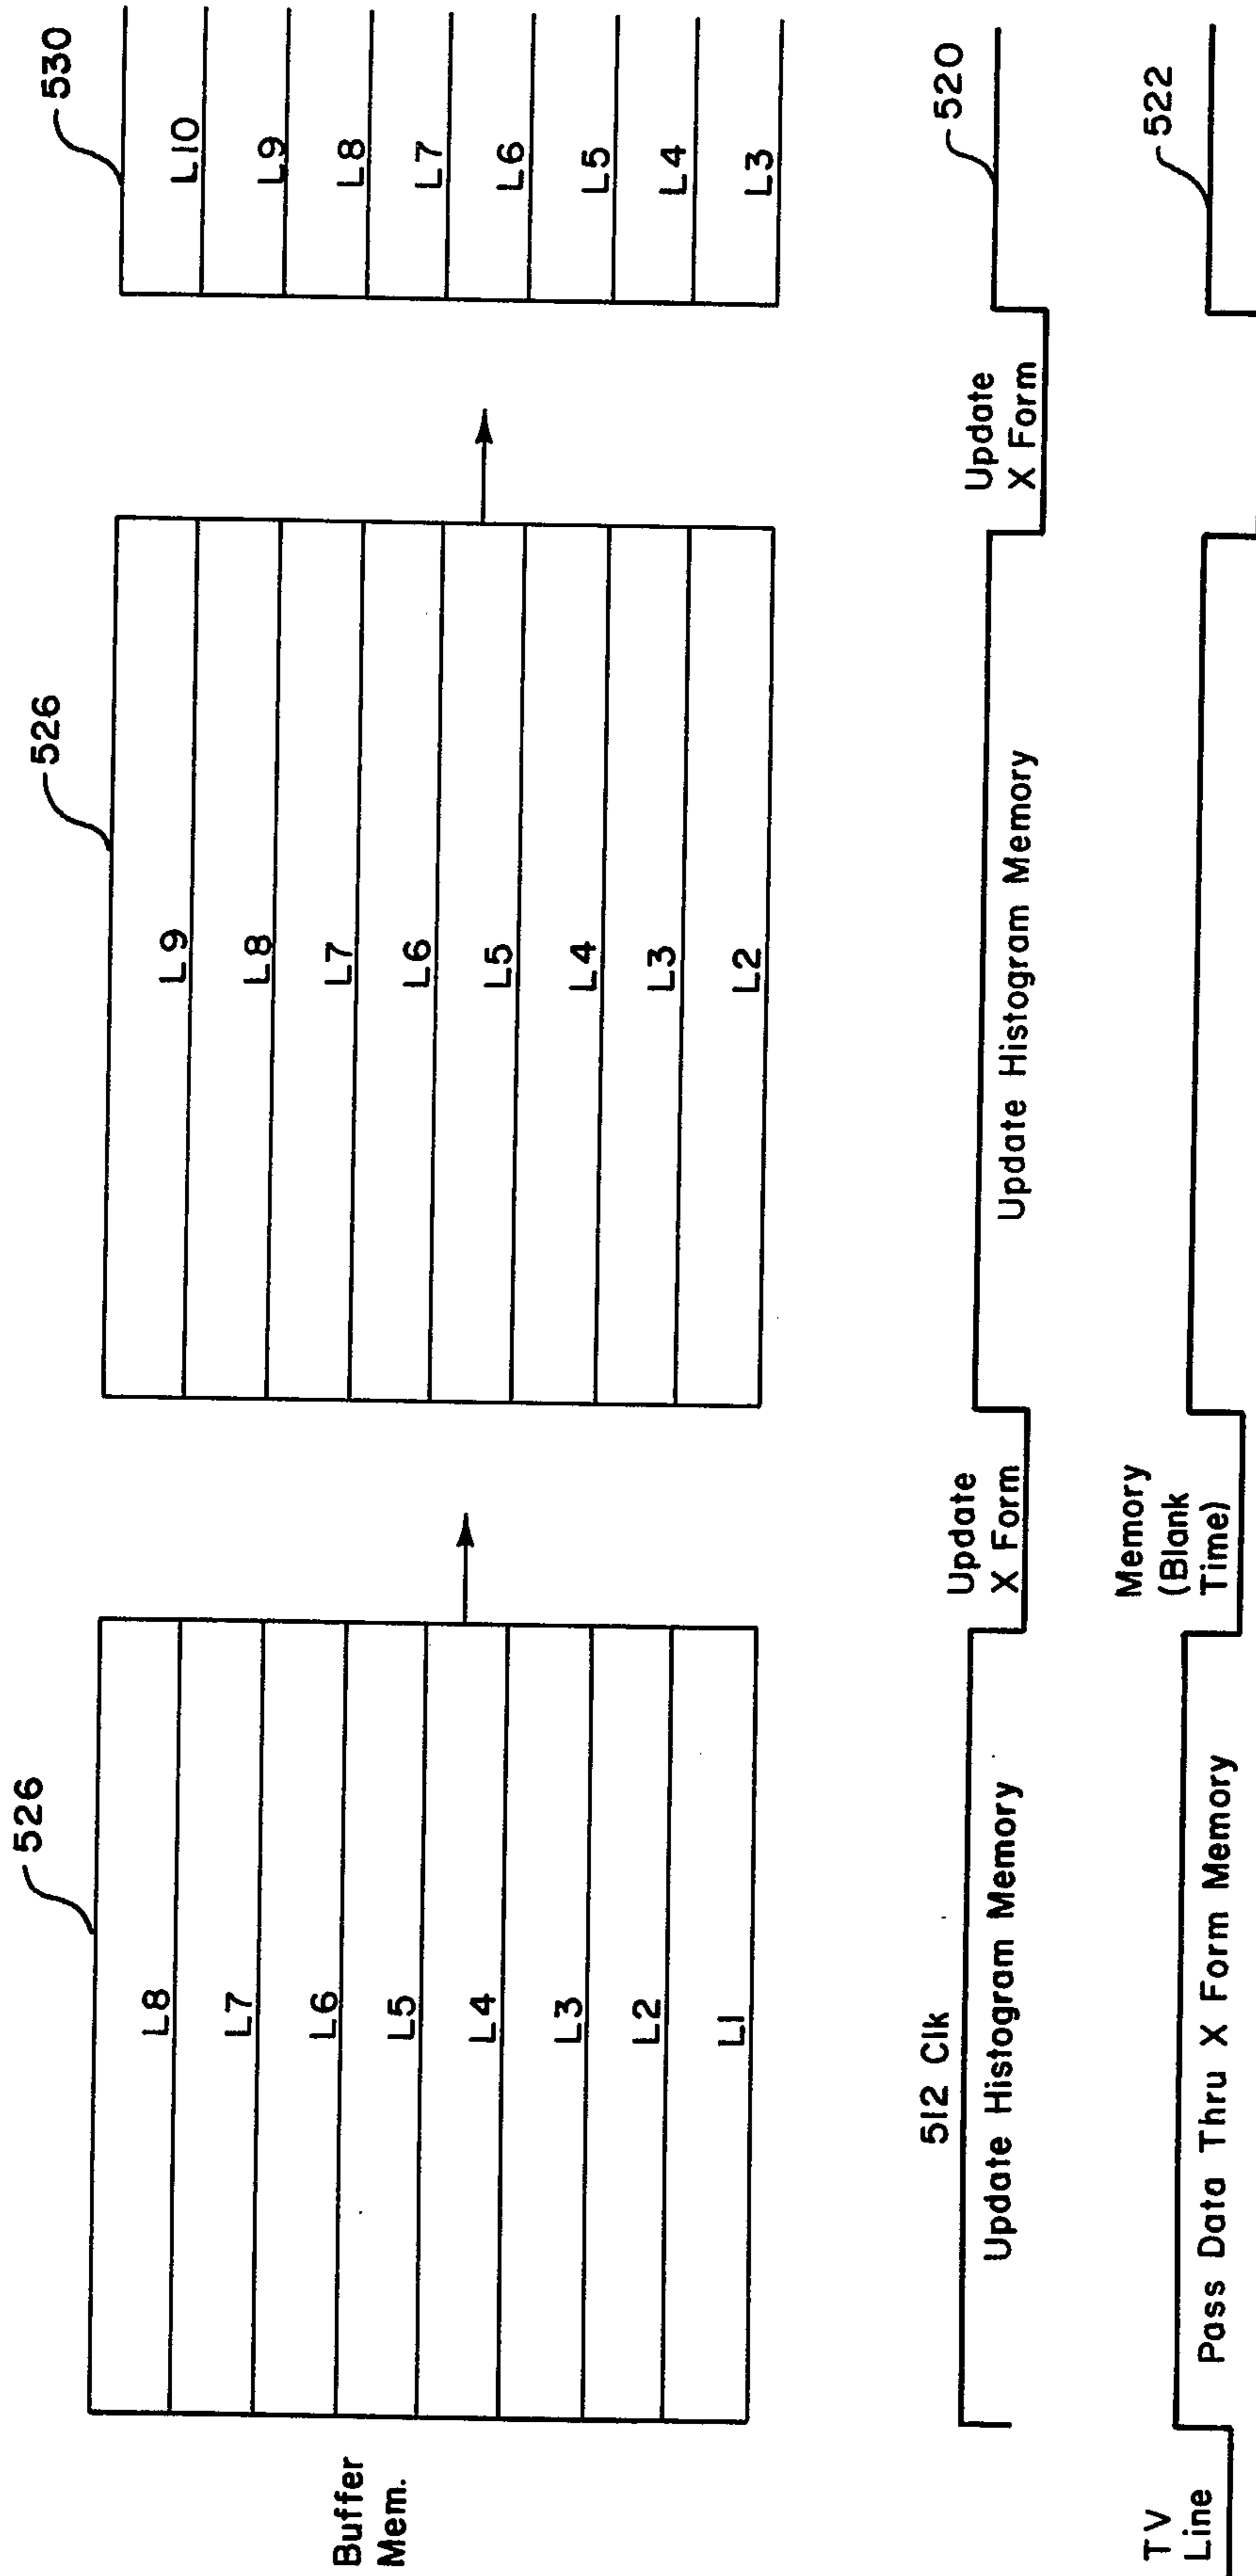 526
526
530
Buffer
Mem.
L8
L7
L6
L5
L4
L3
L2
L1
L9
L8
L7
L6
L5
L4
L3
L2
L10
L9
L8
L7
L6
L5
L4
L3
512 Clk
Update Histogram Memory
Update
X Form
Update Histogram Memory
Update
X Form
520
TV
Line
Pass Data Thru X Form Memory
Memory
(Blank
Time)
522